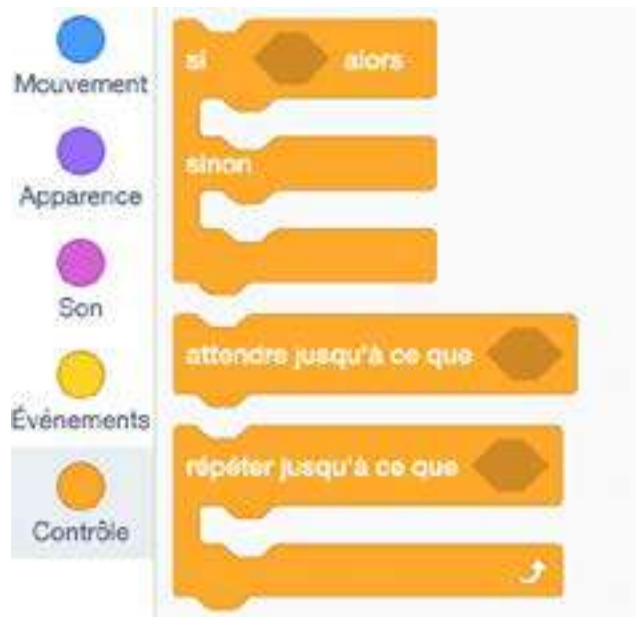 Mouvement
Apparence
Son
Événements
Contrôle
si alors
sinon
attendre jusqu'à ce que
répéter jusqu'à ce que